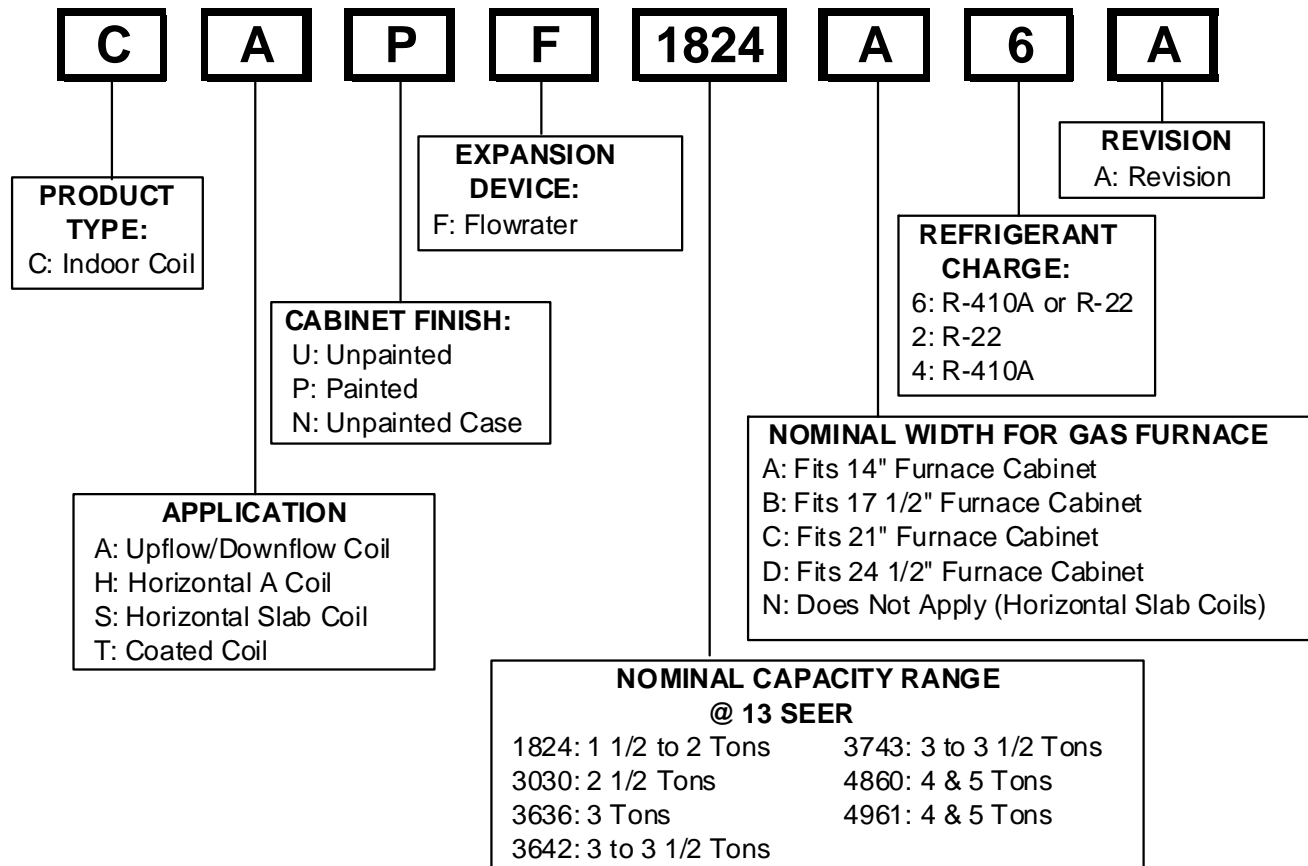 C A P F 1824 A 6 A
PRODUCT
TYPE:
C: Indoor Coil
APPLICATION
A: Upflow/Downflow Coil
H: Horizontal A Coil
S: Horizontal Slab Coil
T: Coated Coil
CABINET FINISH:
U: Unpainted
P: Painted
N: Unpainted Case
EXPANSION
DEVICE:
F: Flowrater
NOMINAL CAPACITY RANGE
@ 13 SEER
1824: 1 1/2 to 2 Tons 3743: 3 to 3 1/2 Tons
3030: 2 1/2 Tons 4860: 4 & 5 Tons
3636: 3 Tons 4961: 4 & 5 Tons
3642: 3 to 3 1/2 Tons
NOMINAL WIDTH FOR GAS FURNACE
A: Fits 14" Furnace Cabinet
B: Fits 17 1/2" Furnace Cabinet
C: Fits 21" Furnace Cabinet
D: Fits 24 1/2" Furnace Cabinet
N: Does Not Apply (Horizontal Slab Coils)
REFRIGERANT
CHARGE:
6: R-410A or R-22
2: R-22
4: R-410A
REVISION
A: Revision